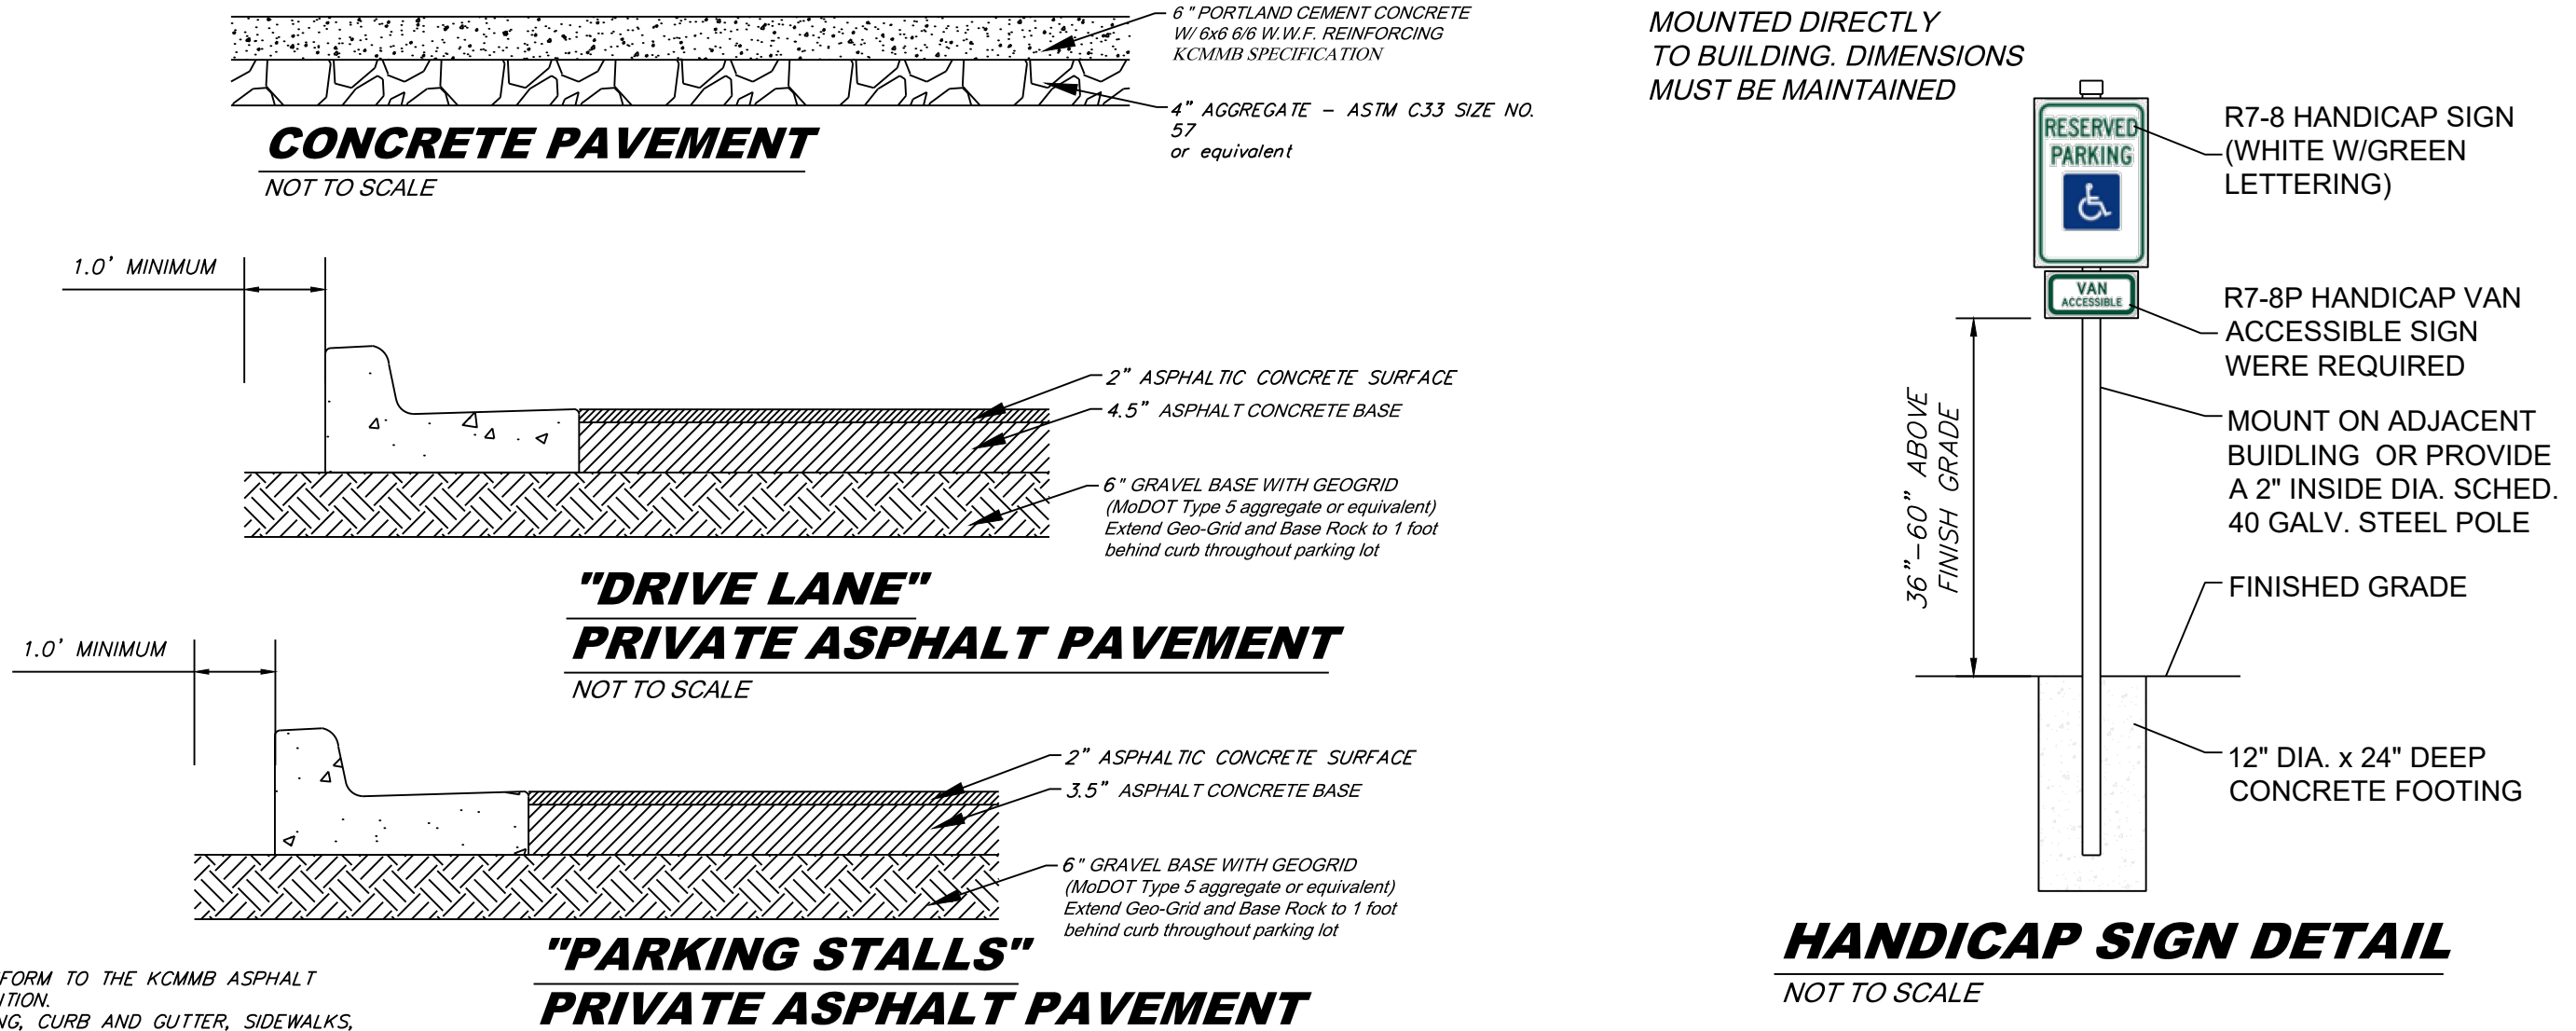 6" PORTLAND CEMENT CONCRETE
W/ 6x6 6/6 W.W.F. REINFORCING
KCMMB SPECIFICATION
4" AGGREGATE – ASTM C33 SIZE NO.
57
or equivalent
CONCRETE PAVEMENT
NOT TO SCALE
1.0' MINIMUM
2" ASPHALTIC CONCRETE SURFACE
4.5" ASPHALT CONCRETE BASE
6" GRAVEL BASE WITH GEOGRID
(MoDOT Type 5 aggregate or equivalent)
Extend Geo-Grid and Base Rock to 1 foot
behind curb throughout parking lot
"DRIVE LANE"
PRIVATE ASPHALT PAVEMENT
NOT TO SCALE
1.0' MINIMUM
2" ASPHALTIC CONCRETE SURFACE
3.5" ASPHALT CONCRETE BASE
6" GRAVEL BASE WITH GEOGRID
(MoDOT Type 5 aggregate or equivalent)
Extend Geo-Grid and Base Rock to 1 foot
behind curb throughout parking lot
"PARKING STALLS"
PRIVATE ASPHALT PAVEMENT
FORM TO THE KCMMB ASPHALT
ITION.
NG, CURB AND GUTTER, SIDEWALKS,
MOUNTED DIRECTLY
TO BUILDING. DIMENSIONS
MUST BE MAINTAINED
RESERVED
PARKING
VAN
ACCESSIBLE
R7-8 HANDICAP SIGN
(WHITE W/GREEN
LETTERING)
R7-8P HANDICAP VAN
ACCESSIBLE SIGN
WERE REQUIRED
MOUNT ON ADJACENT
BUIDLING OR PROVIDE
A 2" INSIDE DIA. SCHED.
40 GALV. STEEL POLE
36"–60" ABOVE
FINISH GRADE
FINISHED GRADE
12" DIA. x 24" DEEP
CONCRETE FOOTING
HANDICAP SIGN DETAIL
NOT TO SCALE